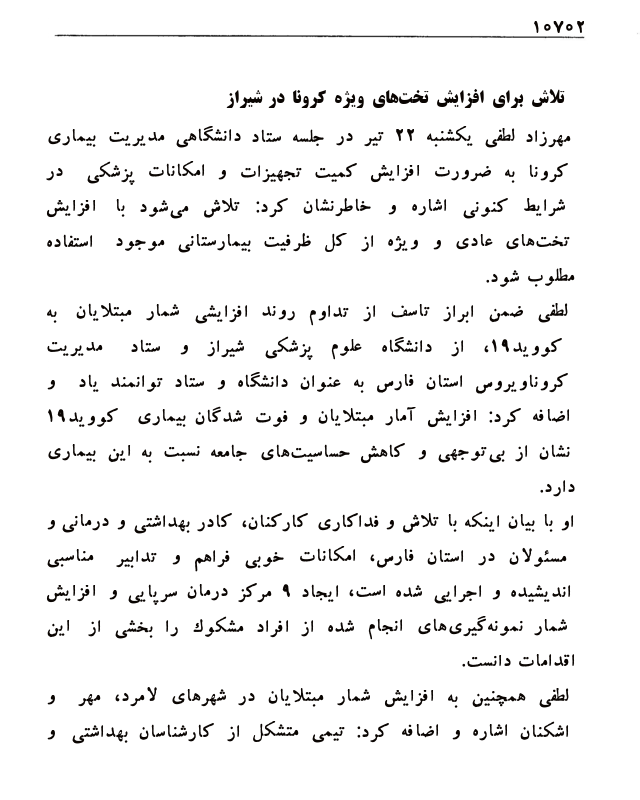 ۱۰۷۰۲
تلاش برای افزایش تخت‌های ویژه کرونا در شیراز
مهرزاد لطفی یکشنبه ۲۲ تیر در جلسه ستاد دانشگاهی مدیریت بیماری
کرونا به ضرورت افزایش کمیت تجهیزات و امکانات پزشکی در
شرایط کنونی اشاره و خاطرنشان کرد: تلاش می‌شود با افزایش
تخت‌های عادی و ویژه از کل ظرفیت بیمارستانی موجود استفاده
مطلوب شود.
لطفی ضمن ابراز تاسف از تداوم روند افزایشی شمار مبتلایان به
کووید۱۹، از دانشگاه علوم پزشکی شیراز و ستاد مدیریت
کروناویروس استان فارس به عنوان دانشگاه و ستاد توانمند یاد و
اضافه کرد: افزایش آمار مبتلایان و فوت شدگان بیماری کووید۱۹
نشان از بی‌توجهی و کاهش حساسیت‌های جامعه نسبت به این بیماری
دارد.
او با بیان اینکه با تلاش و فداکاری کارکنان، کادر بهداشتی و درمانی و
مسئولان در استان فارس، امکانات خوبی فراهم و تدابیر مناسبی
اندیشیده و اجرایی شده است، ایجاد ۹ مرکز درمان سرپایی و افزایش
شمار نمونه‌گیری‌های انجام شده از افراد مشکوك را بخشی از این
اقدامات دانست.
لطفی همچنین به افزایش شمار مبتلایان در شهرهای لامرد، مهر و
اشکنان اشاره و اضافه کرد: تیمی متشکل از کارشناسان بهداشتی و